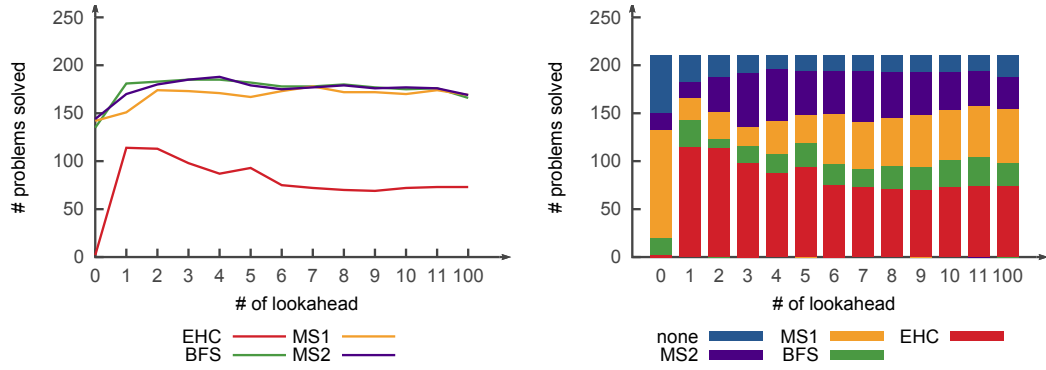 250
200
150
100
50
0
# problems solved
0 1 2 3 4 5 6 7 8 9 10 11 100
# of lookahead
EHC MS1
BFS MS2
250
200
150
100
50
0
# problems solved
0 1 2 3 4 5 6 7 8 9 10 11 100
# of lookahead
none MS1 EHC
MS2 BFS